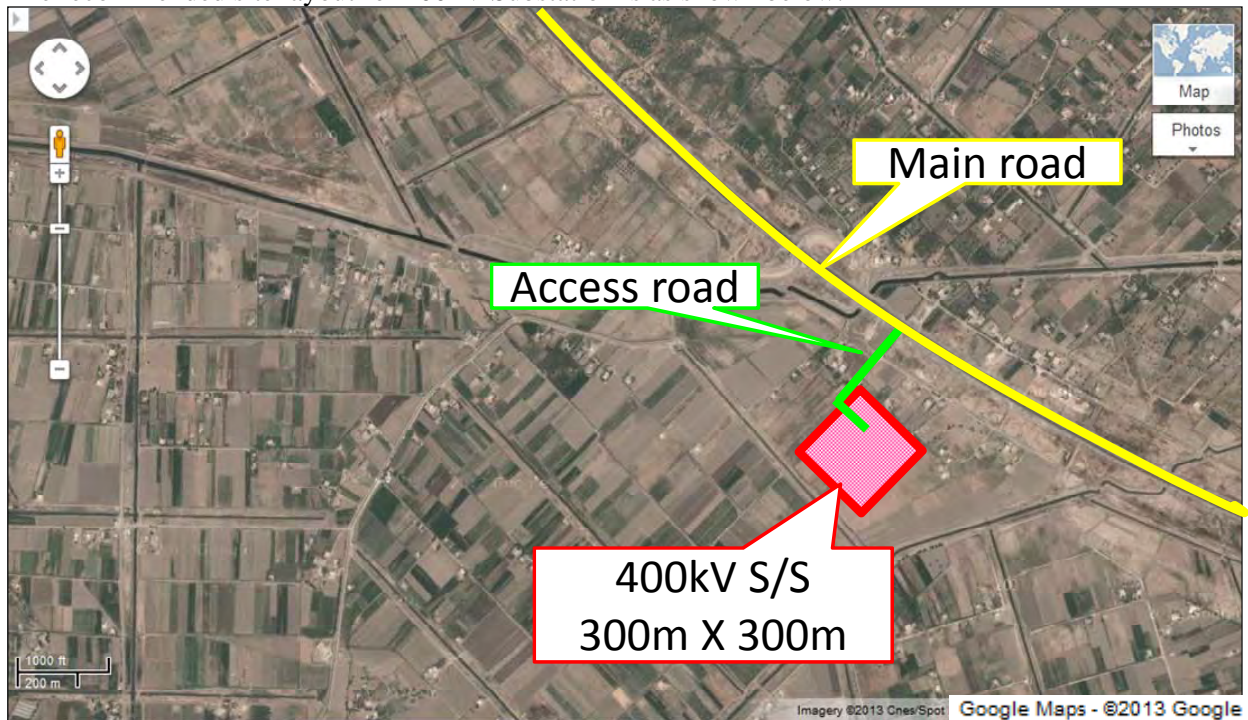 Map
Photos
Main road
Access road
400kV S/S
300m X 300m
1000 ft
200 m
Imagery ©2013 Cnes/Spot
Google Maps - ©2013 Google